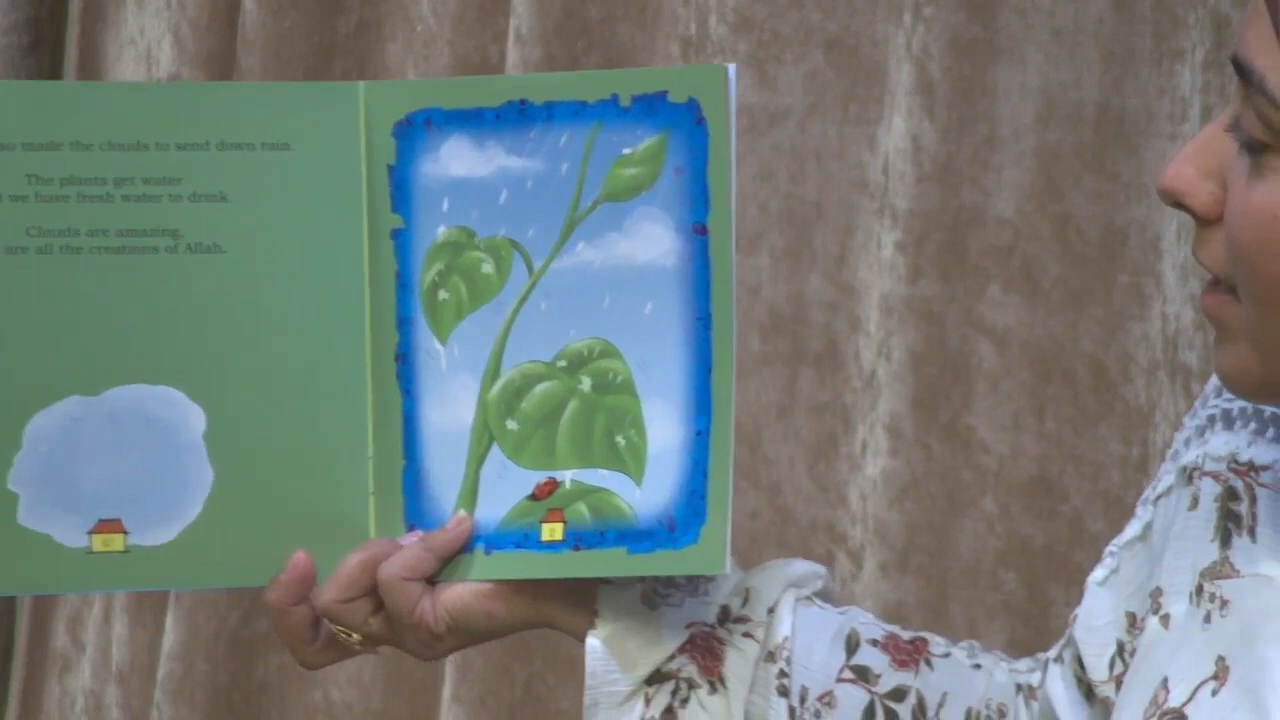 so made the clouds to send down rain.
The plants get water
we have fresh water to drink.
Clouds are amazing,
are all the creations of Allah.